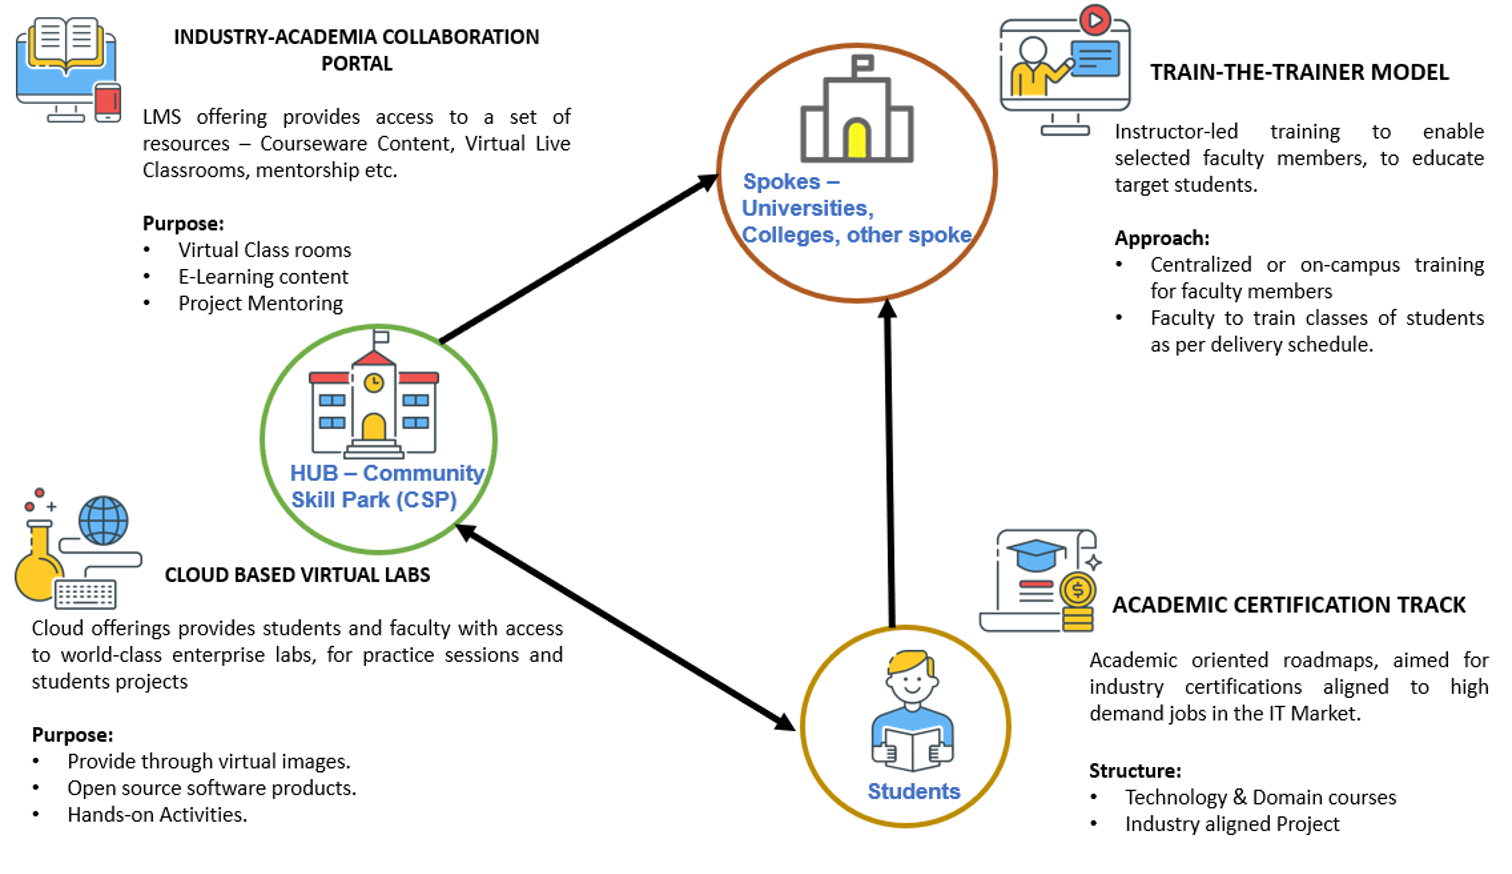 INDUSTRY-ACADEMIA COLLABORATION
PORTAL
LMS offering provides access to a set of
resources – Courseware Content, Virtual Live
Classrooms, mentorship etc.
Purpose:
• Virtual Class rooms
• E-Learning content
• Project Mentoring
Spokes –
Universities,
Colleges, other spoke
TRAIN-THE-TRAINER MODEL
Instructor-led training to enable
selected faculty members, to educate
target students.
Approach:
• Centralized or on-campus training
for faculty members
• Faculty to train classes of students
as per delivery schedule.
HUB – Community
Skill Park (CSP)
CLOUD BASED VIRTUAL LABS
Cloud offerings provides students and faculty with access
to world-class enterprise labs, for practice sessions and
students projects
Purpose:
• Provide through virtual images.
• Open source software products.
• Hands-on Activities.
Students
$
ACADEMIC CERTIFICATION TRACK
Academic oriented roadmaps, aimed for
industry certifications aligned to high
demand jobs in the IT Market.
Structure:
• Technology & Domain courses
• Industry aligned Project